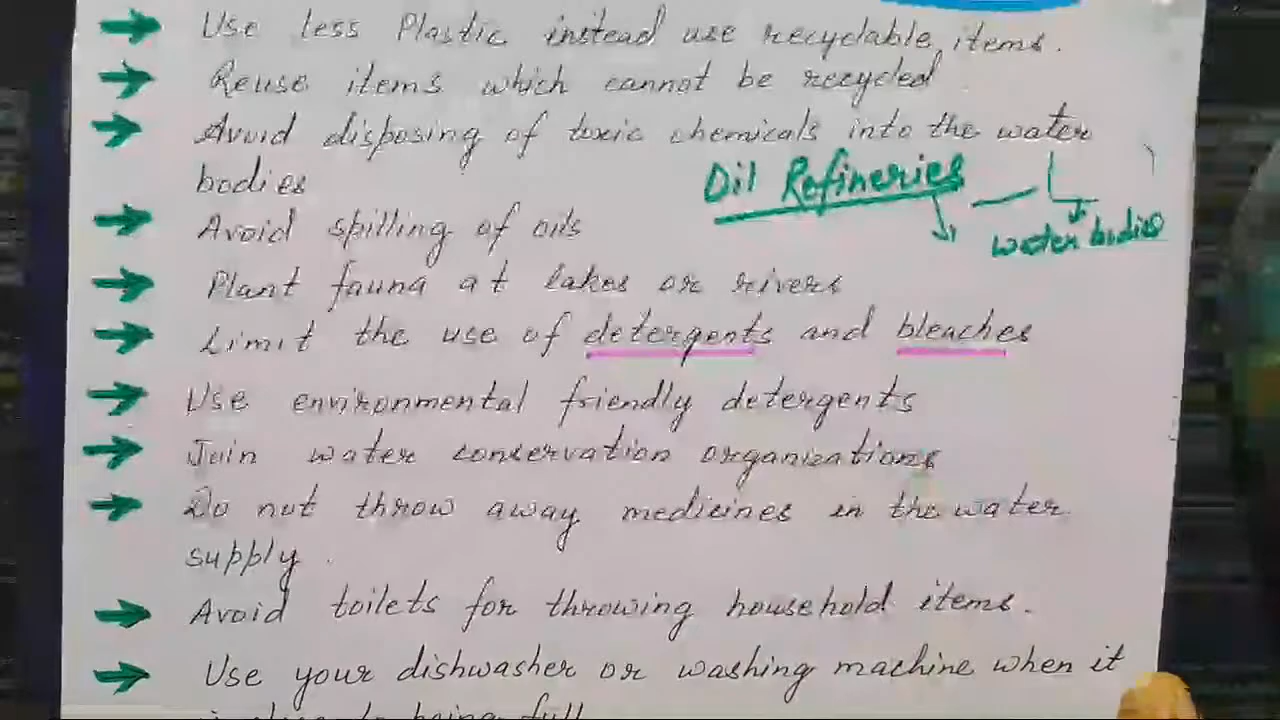 Use less Plastic instead use recyclable items.
Reuse items which cannot be recycled
Avoid disposing of toxic chemicals into the water
bodies
Oil Refineries
water bodies
Avoid spilling of oils
Plant fauna at lakes or rivers
Limit the use of detergents and bleaches
Use environmental friendly detergents
Join water conservation organizations
Do not throw away medicines in the water
supply.
Avoid toilets for throwing household items.
Use your dishwasher or washing machine when it
being full